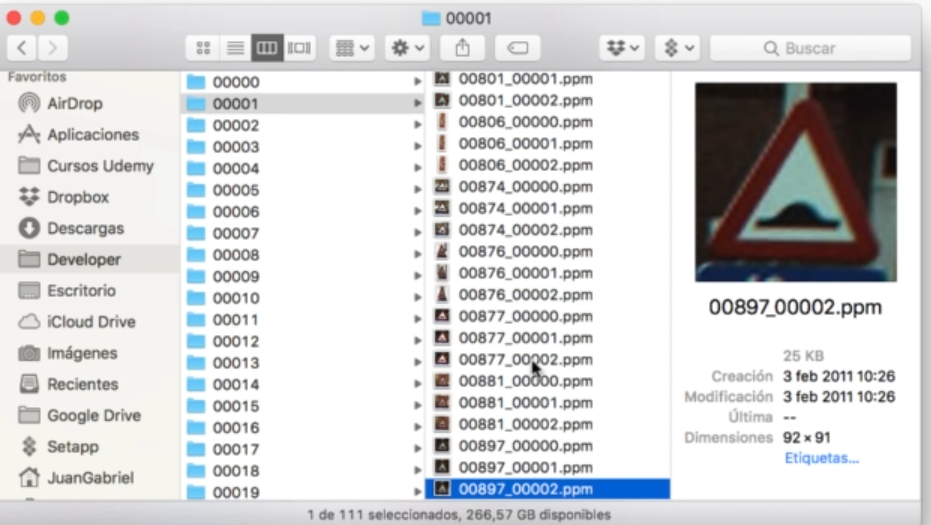 00001
Buscar
Favoritos
AirDrop
Aplicaciones
Cursos Udemy
Dropbox
Descargas
Developer
Escritorio
iCloud Drive
Imágenes
Recientes
Google Drive
Setapp
JuanGabriel
00000
00001
00002
00003
00004
00005
00006
00007
00008
00009
00010
00011
00012
00013
00014
00015
00016
00017
00018
00019
00801_00001.ppm
00801_00002.ppm
00806_00000.ppm
00806_00001.ppm
00806_00002.ppm
00874_00000.ppm
00874_00001.ppm
00874_00002.ppm
00876_00000.ppm
00876_00001.ppm
00876_00002.ppm
00877_00000.ppm
00877_00001.ppm
00877_00002.ppm
00881_00000.ppm
00881_00001.ppm
00881_00002.ppm
00897_00000.ppm
00897_00001.ppm
00897_00002.ppm
00897_00002.ppm
25 KB
Creación 3 feb 2011 10:26
Modificación 3 feb 2011 10:26
Última --
Dimensiones 92 × 91
Etiquetas...
1 de 111 seleccionados, 266,57 GB disponibles